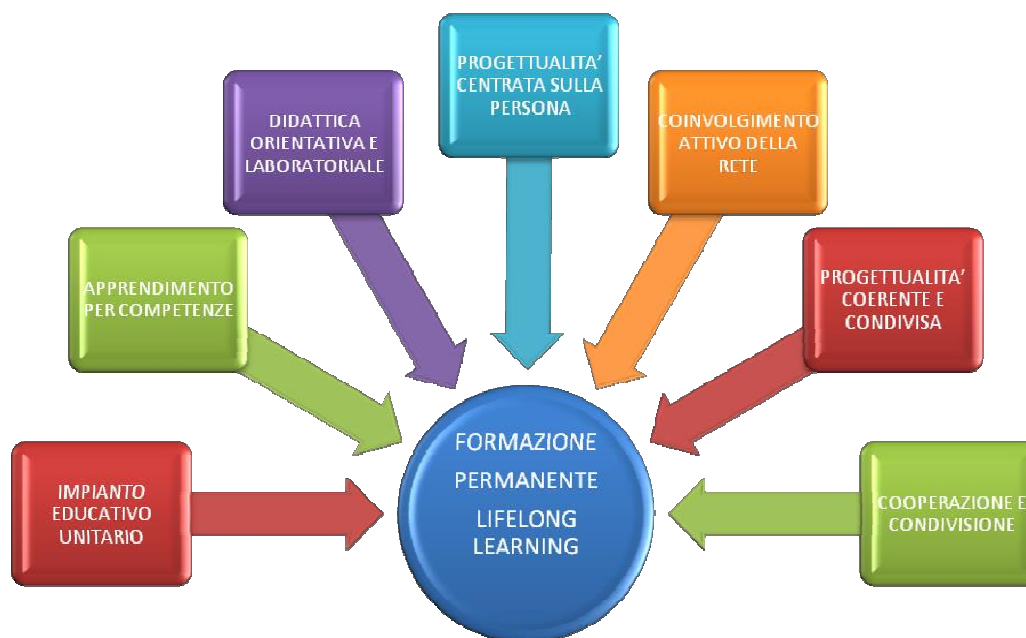 PROGETTUALITA'
CENTRATA SULLA
PERSONA
DIDATTICA
ORIENTATIVA E
LABORATORIALE
COINVOLGIMENTO
ATTIVO DELLA
RETE
APPRENDIMENTO
PER COMPETENZE
PROGETTUALITA'
COERENTE E
CONDIVISA
IMPIANTO
EDUCATIVO
UNITARIO
FORMAZIONE
PERMANENTE
LIFELONG
LEARNING
COOPERAZIONE E
CONDIVISIONE